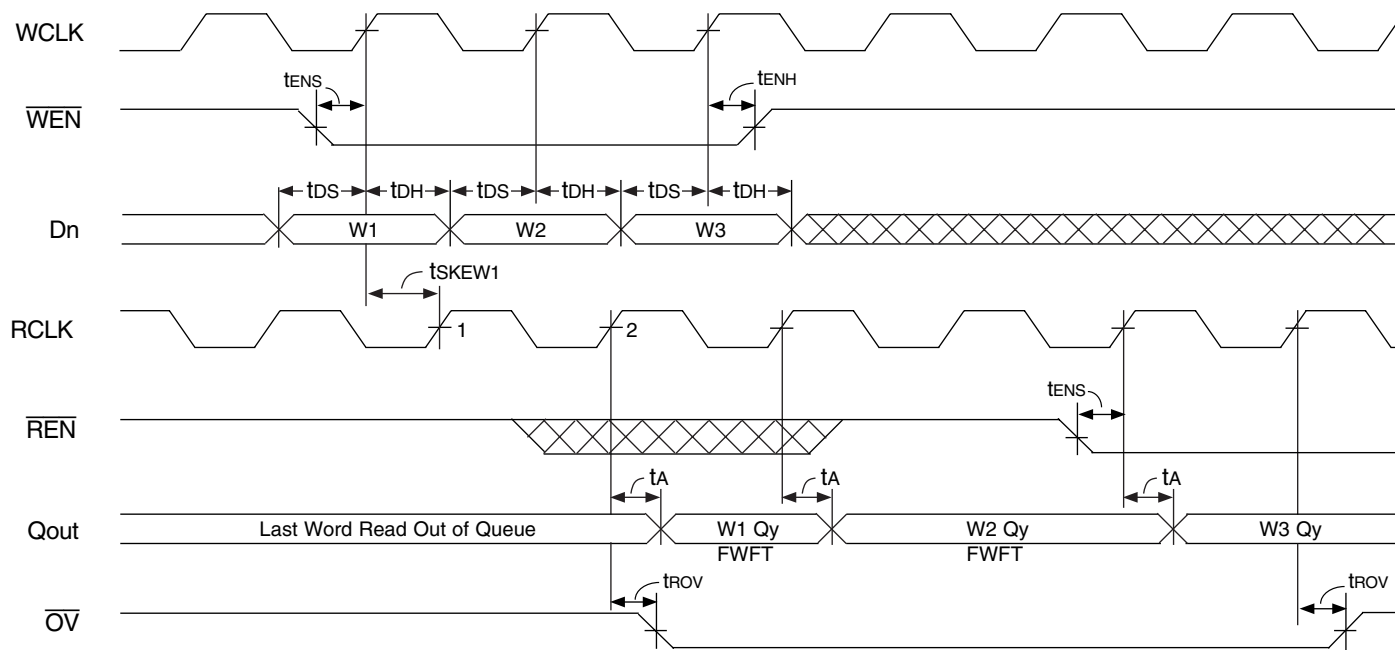 WCLK
tENS
tENH
WEN
tDS tDH tDS tDH tDS tDH
Dn
W1 W2 W3
tSKEW1
RCLK
1 2
tENS
REN
tA tA tA
Qout
Last Word Read Out of Queue W1 Qy W2 Qy W3 Qy
FWFT FWFT
tROV tROV
OV